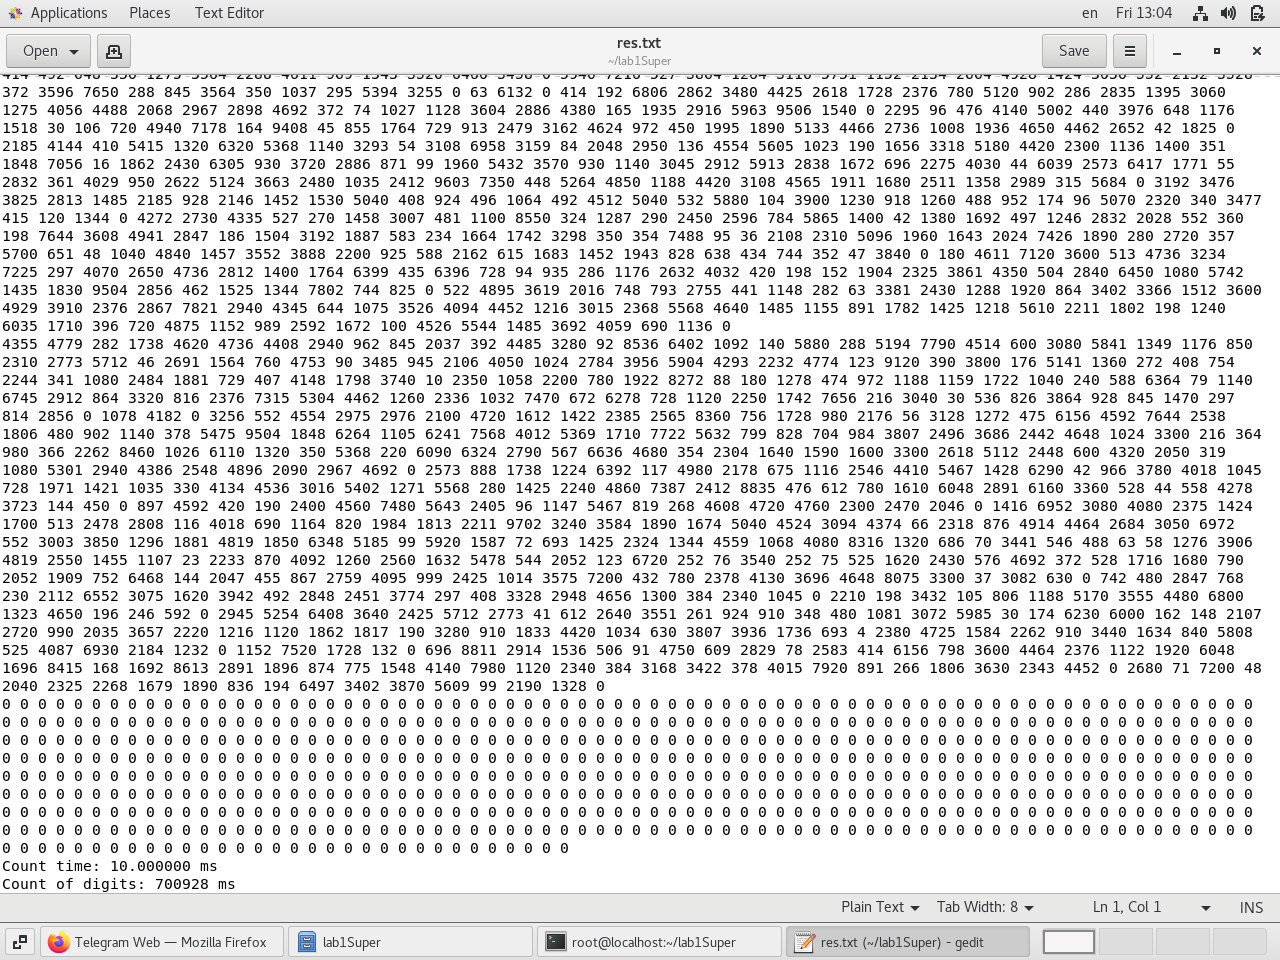 Applications Places Text Editor en Fri 13:04
Open res.txt Save
~/lab1Super
372 3596 7650 288 845 3564 350 1037 295 5394 3255 0 63 6132 0 414 192 6806 2862 3480 4425 2618 1728 2376 780 5120 902 286 2835 1395 3060
1275 4056 4488 2068 2967 2898 4692 372 74 1027 1128 3604 2886 4380 165 1935 2916 5963 9506 1540 0 2295 96 476 4140 5002 440 3976 648 1176
1518 30 106 720 4940 7178 164 9408 45 855 1764 729 913 2479 3162 4624 972 450 1995 1890 5133 4466 2736 1008 1936 4650 4462 2652 42 1825 0
2185 4144 410 5415 1320 6320 5368 1140 3293 54 3108 6958 3159 84 2048 2950 136 4554 5605 1023 190 1656 3318 5180 4420 2300 1136 1400 351
1848 7056 16 1862 2430 6305 930 3720 2886 871 99 1960 5432 3570 930 1140 3045 2912 5913 2838 1672 696 2275 4030 44 6039 2573 6417 1771 55
2832 361 4029 950 2622 5124 3663 2480 1035 2412 9603 7350 448 5264 4850 1188 4420 3108 4565 1911 1680 2511 1358 2989 315 5684 0 3192 3476
3825 2813 1485 2185 928 2146 1452 1530 5040 408 924 496 1064 492 4512 5040 532 5880 104 3900 1230 918 1260 488 952 174 96 5070 2320 340 3477
415 120 1344 0 4272 2730 4335 527 270 1458 3007 481 1100 8550 324 1287 290 2450 2596 784 5865 1400 42 1380 1692 497 1246 2832 2028 552 360
198 7644 3608 4941 2847 186 1504 3192 1887 583 234 1664 1742 3298 350 354 7488 95 36 2108 2310 5096 1960 1643 2024 7426 1890 280 2720 357
5700 651 48 1040 4840 1457 3552 3888 2200 925 588 2162 615 1683 1452 1943 828 638 434 744 352 47 3840 0 180 4611 7120 3600 513 4736 3234
7225 297 4070 2650 4736 2812 1400 1764 6399 435 6396 728 94 935 286 1176 2632 4032 420 198 152 1904 2325 3861 4350 504 2840 6450 1080 5742
1435 1830 9504 2856 462 1525 1344 7802 744 825 0 522 4895 3619 2016 748 793 2755 441 1148 282 63 3381 2430 1288 1920 864 3402 3366 1512 3600
4929 3910 2376 2867 7821 2940 4345 644 1075 3526 4094 4452 1216 3015 2368 5568 4640 1485 1155 891 1782 1425 1218 5610 2211 1802 198 1240
6035 1710 396 720 4875 1152 989 2592 1672 100 4526 5544 1485 3692 4059 690 1136 0
4355 4779 282 1738 4620 4736 4408 2940 962 845 2037 392 4485 3280 92 8536 6402 1092 140 5880 288 5194 7790 4514 600 3080 5841 1349 1176 850
2310 2773 5712 46 2691 1564 760 4753 90 3485 945 2106 4050 1024 2784 3956 5904 4293 2232 4774 123 9120 390 3800 176 5141 1360 272 408 754
2244 341 1080 2484 1881 729 407 4148 1798 3740 10 2350 1058 2200 780 1922 8272 88 180 1278 474 972 1188 1159 1722 1040 240 588 6364 79 1140
6745 2912 864 3320 816 2376 7315 5304 4462 1260 2336 1032 7470 672 6278 728 1120 2250 1742 7656 216 3040 30 536 826 3864 928 845 1470 297
814 2856 0 1078 4182 0 3256 552 4554 2975 2976 2100 4720 1612 1422 2385 2565 8360 756 1728 980 2176 56 3128 1272 475 6156 4592 7644 2538
1806 480 902 1140 378 5475 9504 1848 6264 1105 6241 7568 4012 5369 1710 7722 5632 799 828 704 984 3807 2496 3686 2442 4648 1024 3300 216 364
980 366 2262 8460 1026 6110 1320 350 5368 220 6090 6324 2790 567 6636 4680 354 2304 1640 1590 1600 3300 2618 5112 2448 600 4320 2050 319
1080 5301 2940 4386 2548 4896 2090 2967 4692 0 2573 888 1738 1224 6392 117 4980 2178 675 1116 2546 4410 5467 1428 6290 42 966 3780 4018 1045
728 1971 1421 1035 330 4134 4536 3016 5402 1271 5568 280 1425 2240 4860 7387 2412 8835 476 612 780 1610 6048 2891 6160 3360 528 44 558 4278
3723 144 450 0 897 4592 420 190 2400 4560 7480 5643 2405 96 1147 5467 819 268 4608 4720 4760 2300 2470 2046 0 1416 6952 3080 4080 2375 1424
1700 513 2478 2808 116 4018 690 1164 820 1984 1813 2211 9702 3240 3584 1890 1674 5040 4524 3094 4374 66 2318 876 4914 4464 2684 3050 6972
552 3003 3850 1296 1881 4819 1850 6348 5185 99 5920 1587 72 693 1425 2324 1344 4559 1068 4080 8316 1320 686 70 3441 546 488 63 58 1276 3906
4819 2550 1455 1107 23 2233 870 4092 1260 2560 1632 5478 544 2052 123 6720 252 76 3540 252 75 525 1620 2430 576 4692 372 528 1716 1680 790
2052 1909 752 6468 144 2047 455 867 2759 4095 999 2425 1014 3575 7200 432 780 2378 4130 3696 4648 8075 3300 37 3082 630 0 742 480 2847 768
230 2112 6552 3075 1620 3942 492 2848 2451 3774 297 408 3328 2948 4656 1300 384 2340 1045 0 2210 198 3432 105 806 1188 5170 3555 4480 6800
1323 4650 196 246 592 0 2945 5254 6408 3640 2425 5712 2773 41 612 2640 3551 261 924 910 348 480 1081 3072 5985 30 174 6230 6000 162 148 2107
2720 990 2035 3657 2220 1216 1120 1862 1817 190 3280 910 1833 4420 1034 630 3807 3936 1736 693 4 2380 4725 1584 2262 910 3440 1634 840 5808
525 4087 6930 2184 1232 0 1152 7520 1728 132 0 696 8811 2914 1536 506 91 4750 609 2829 78 2583 414 6156 798 3600 4464 2376 1122 1920 6048
1696 8415 168 1692 8613 2891 1896 874 775 1548 4140 7980 1120 2340 384 3168 3422 378 4015 7920 891 266 1806 3630 2343 4452 0 2680 71 7200 48
2040 2325 2268 1679 1890 836 194 6497 3402 3870 5609 99 2190 1328 0
0 0 0 0 0 0 0 0 0 0 0 0 0 0 0 0 0 0 0 0 0 0 0 0 0 0 0 0 0 0 0 0 0 0 0 0 0 0 0 0 0 0 0 0 0 0 0 0 0 0 0 0 0 0 0 0 0 0 0 0 0 0 0 0 0 0 0 0 0 0
0 0 0 0 0 0 0 0 0 0 0 0 0 0 0 0 0 0 0 0 0 0 0 0 0 0 0 0 0 0 0 0 0 0 0 0 0 0 0 0 0 0 0 0 0 0 0 0 0 0 0 0 0 0 0 0 0 0 0 0 0 0 0 0 0 0 0 0 0 0
0 0 0 0 0 0 0 0 0 0 0 0 0 0 0 0 0 0 0 0 0 0 0 0 0 0 0 0 0 0 0 0 0 0 0 0 0 0 0 0 0 0 0 0 0 0 0 0 0 0 0 0 0 0 0 0 0 0 0 0 0 0 0 0 0 0 0 0 0 0
0 0 0 0 0 0 0 0 0 0 0 0 0 0 0 0 0 0 0 0 0 0 0 0 0 0 0 0 0 0 0 0 0 0 0 0 0 0 0 0 0 0 0 0 0 0 0 0 0 0 0 0 0 0 0 0 0 0 0 0 0 0 0 0 0 0 0 0 0 0
0 0 0 0 0 0 0 0 0 0 0 0 0 0 0 0 0 0 0 0 0 0 0 0 0 0 0 0 0 0 0 0 0 0 0 0 0 0 0 0 0 0 0 0 0 0 0 0 0 0 0 0 0 0 0 0 0 0 0 0 0 0 0 0 0 0 0 0 0 0
0 0 0 0 0 0 0 0 0 0 0 0 0 0 0 0 0 0 0 0 0 0 0 0 0 0 0 0 0 0 0 0 0 0 0 0 0 0 0 0 0 0 0 0 0 0 0 0 0 0 0 0 0 0 0 0 0 0 0 0 0 0 0 0 0 0 0 0 0 0
0 0 0 0 0 0 0 0 0 0 0 0 0 0 0 0 0 0 0 0 0 0 0 0 0 0 0 0 0 0 0 0 0 0 0 0 0 0 0 0 0 0 0 0 0 0 0 0 0 0 0 0 0 0 0 0 0 0 0 0 0 0 0 0 0 0 0 0 0 0
0 0 0 0 0 0 0 0 0 0 0 0 0 0 0 0 0 0 0 0 0 0 0 0 0 0 0 0 0 0 0 0 0 0 0 0 0 0 0 0 0 0 0 0 0 0 0 0 0 0 0 0 0 0 0 0 0 0 0 0 0 0 0 0 0 0 0 0 0 0
0 0 0 0 0 0 0 0 0 0 0 0 0 0 0 0 0 0 0 0 0 0 0 0 0 0 0 0 0 0 0 0
Count time: 10.000000 ms
Count of digits: 700928 ms
Plain Text Tab Width: 8 Ln 1, Col 1 INS
Telegram Web — Mozilla Firefox lab1Super root@localhost:~/lab1Super res.txt (~/lab1Super) - gedit